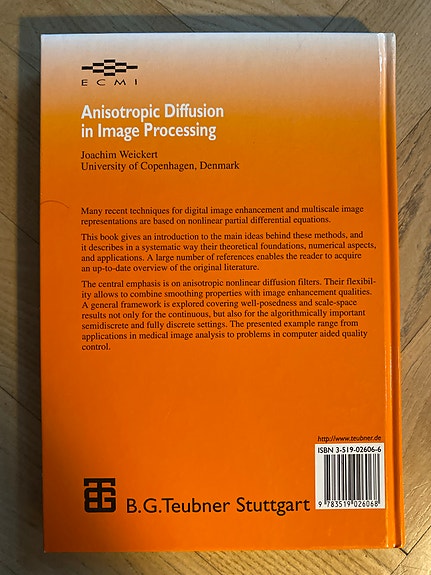 ECMI
Anisotropic Diffusion
in Image Processing
Joachim Weickert
University of Copenhagen, Denmark
Many recent techniques for digital image enhancement and multiscale image
representations are based on nonlinear partial differential equations.
This book gives an introduction to the main ideas behind these methods, and
it describes in a systematic way their theoretical foundations, numerical aspects,
and applications. A large number of references enables the reader to acquire
an up-to-date overview of the original literature.
The central emphasis is on anisotropic nonlinear diffusion filters. Their flexibil-
ity allows to combine smoothing properties with image enhancement qualities.
A general framework is explored covering well-posedness and scale-space
results not only for the continuous, but also for the algorithmically important
semidiscrete and fully discrete settings. The presented example range from
applications in medical image analysis to problems in computer aided quality
control.
http://www.teubner.de
ISBN 3-519-02606-6
9 783519 026068
B.G.Teubner Stuttgart